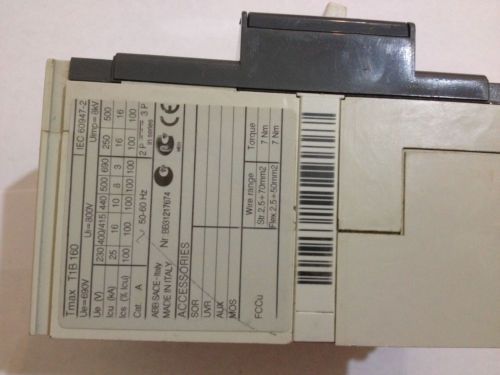 Tmax T1B 160 IEC 60947-2
Ue=690V Ui=800V Uimp=8kV
Ue (V) 230 400/415 440 500 690 250 500
Icu (kA) 25 16 10 8 3 16 16
Ics (% Icu) 100 100 100 100 100 100 100
Cat. A ~ 50-60 Hz 2 P 3 P
in series
ABB SACE - Italy
MADE IN ITALY Nr. BB31217674
ACCESSORIES
SOR
UVR
AUX
MOS
FCCu Wire range Torque
Str. 2,5÷70mm2 7 Nm
Flex. 2,5÷50mm2 7 Nm